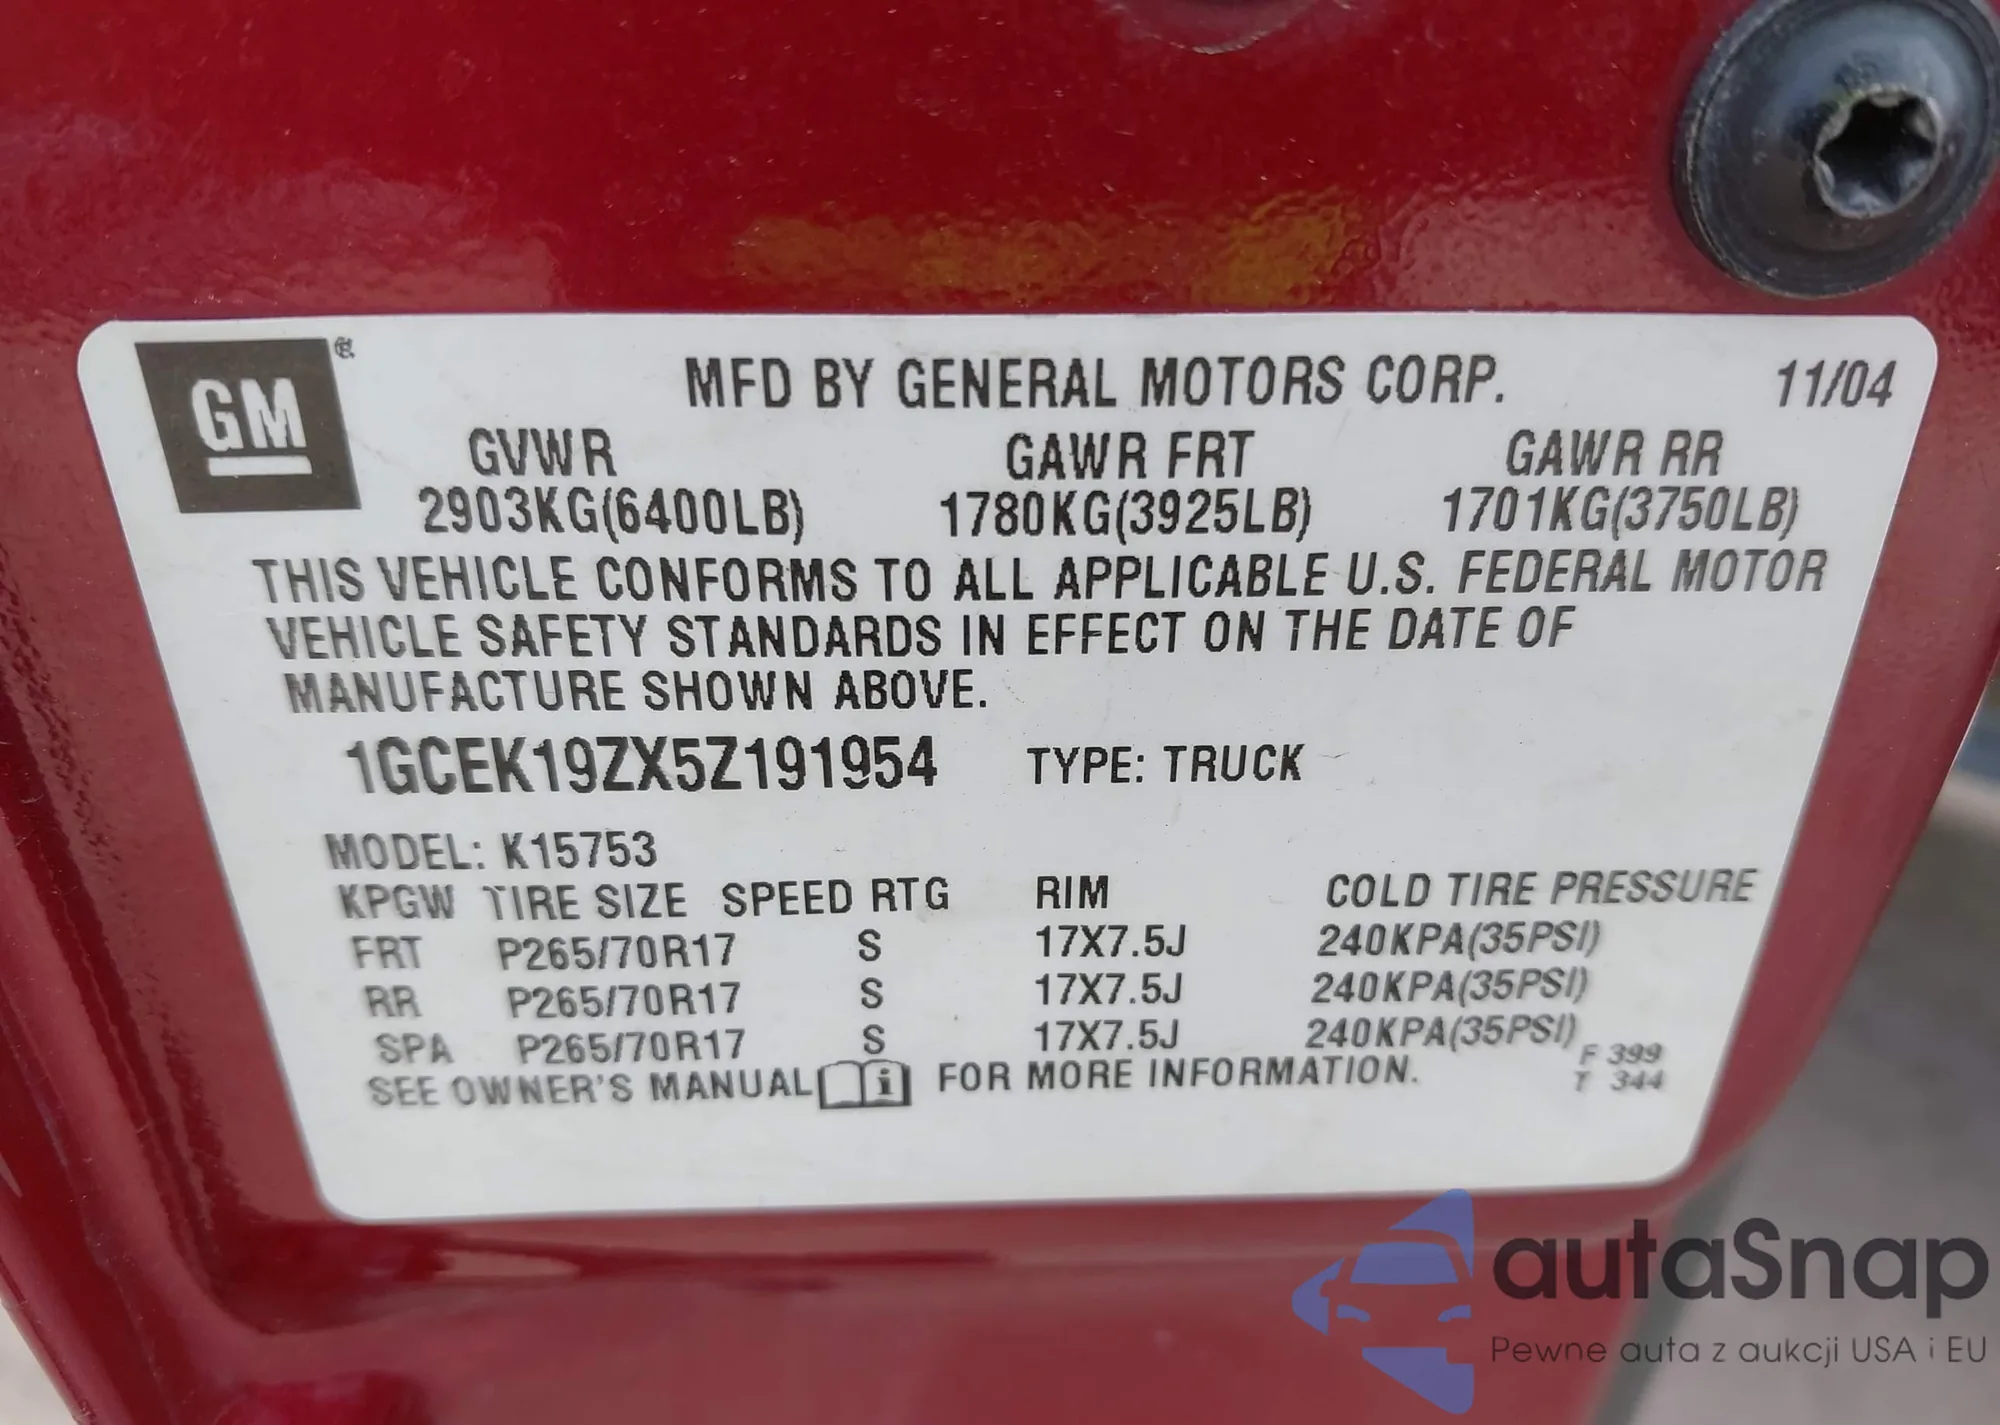 GM
MFD BY GENERAL MOTORS CORP. 11/04
GVWR GAWR FRT GAWR RR
2903KG(6400LB) 1780KG(3925LB) 1701KG(3750LB)
THIS VEHICLE CONFORMS TO ALL APPLICABLE U.S. FEDERAL MOTOR
VEHICLE SAFETY STANDARDS IN EFFECT ON THE DATE OF
MANUFACTURE SHOWN ABOVE.
1GCEK19ZX5Z191954 TYPE: TRUCK
MODEL: K15753
KPGW TIRE SIZE SPEED RTG RIM COLD TIRE PRESSURE
FRT P265/70R17 S 17X7.5J 240KPA(35PSI)
RR P265/70R17 S 17X7.5J 240KPA(35PSI)
SPA P265/70R17 S 17X7.5J 240KPA(35PSI)
F 399
T 344
SEE OWNER'S MANUAL i FOR MORE INFORMATION.
autaSnap
Pewne auta z aukcji USA i EU